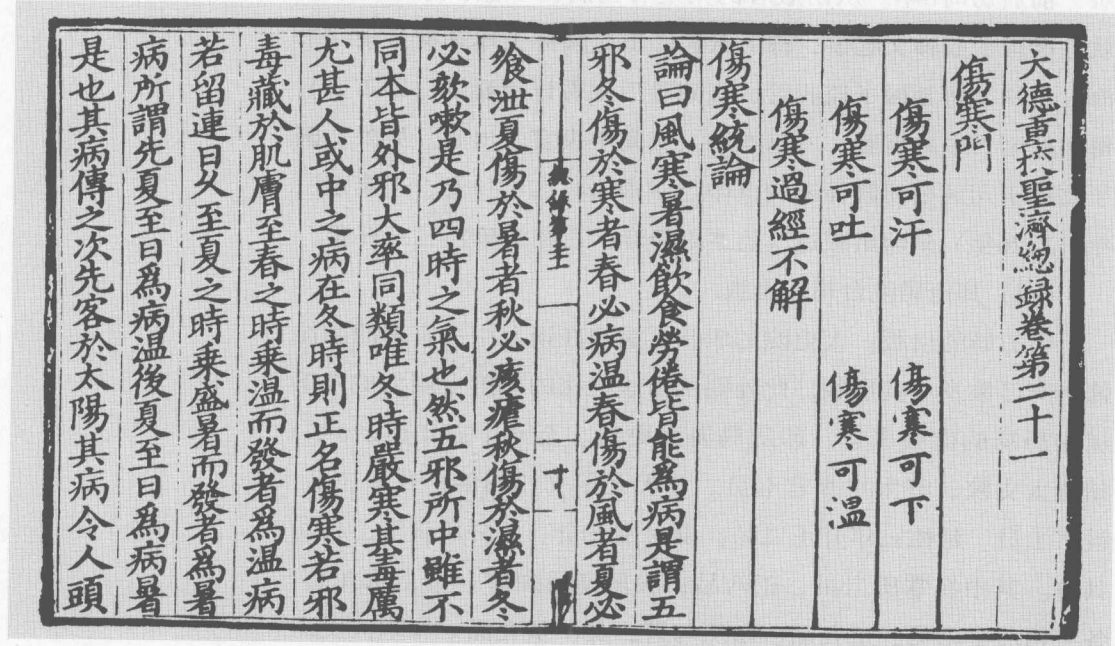 大德重挍聖濟緫録卷第二十一
傷寒門
傷寒可汗 傷寒可下
傷寒可吐 傷寒可温
傷寒過經不解
傷寒統論
論曰風寒暑濕飲食勞倦皆能爲病是謂五
邪冬傷於寒者春必病温春傷於風者夏必
飧泄夏傷於暑者秋必痎瘧秋傷於濕者冬
必欬嗽是乃四時之氣也然五邪所中雖不
同本皆外邪大率同類唯冬時嚴寒其毒厲
尤甚人或中之病在冬時則正名傷寒若邪
毒藏於肌膚至春之時乗温而發者爲温病
若留連日久至夏之時乗盛暑而發者爲暑
病所謂先夏至日爲病温後夏至日爲病暑
是也其病傳之次先客於太陽其病令人頭